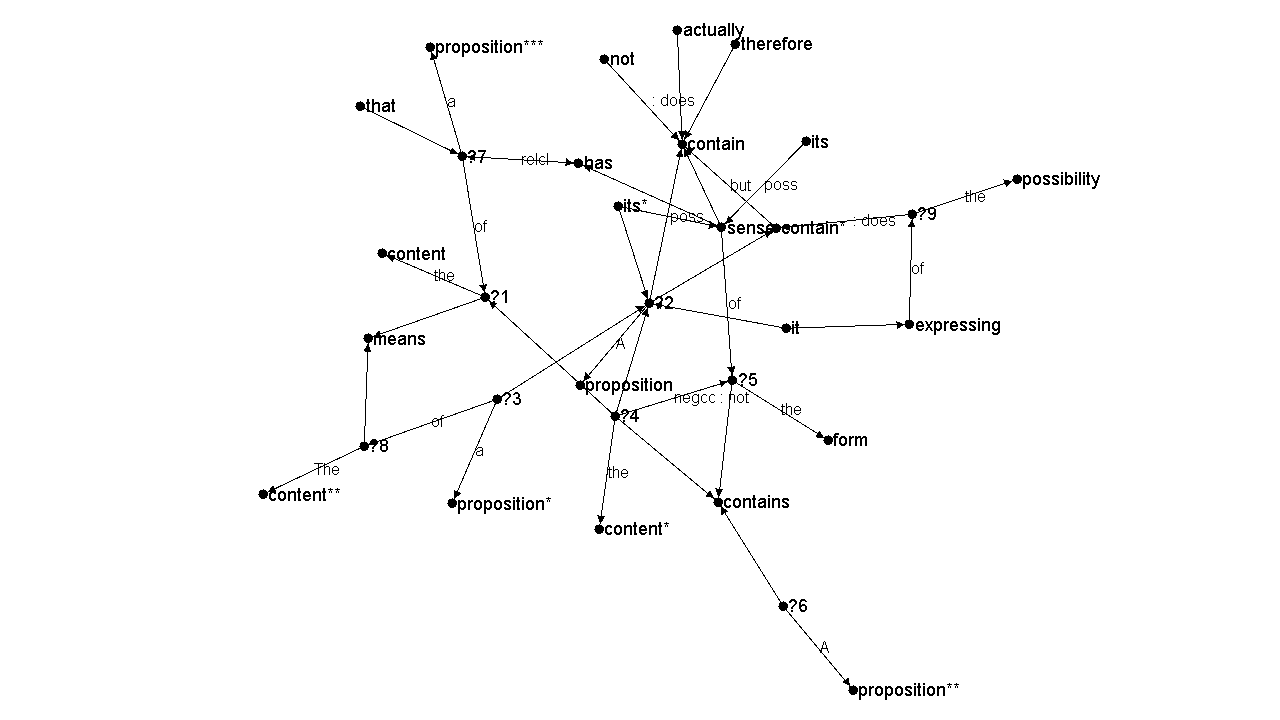 actually
proposition***
therefore
not
a
: does
that
contain
its
?7
relcl
has
but
poss
possibility
the
its*
poss
?9
of
sense
contain*
: does
content
the
of
?1
?2
of
it
expressing
means
A
proposition
?5
?3
negcc : not
the
?4
of
form
?8
a
The
the
content**
proposition*
contains
content*
?6
A
proposition**